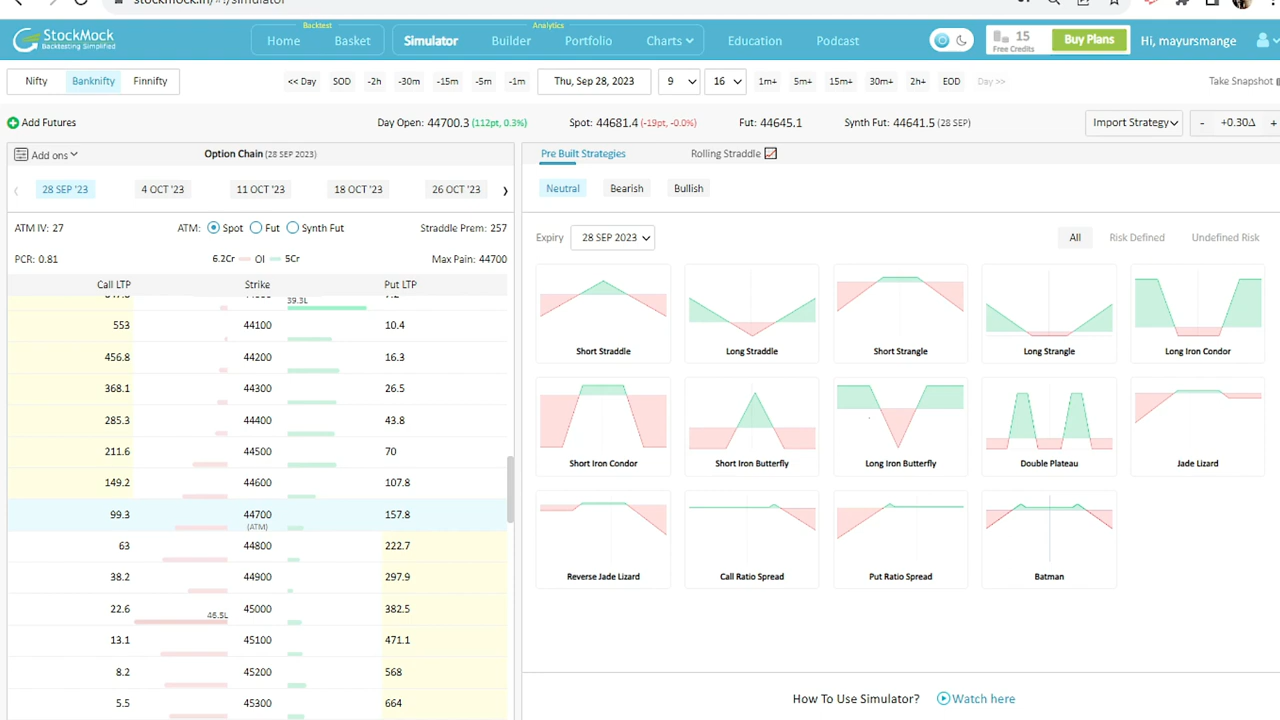 stockmock.in/#!/simulator
StockMock
Backtesting Simplified
Backtest
Home Basket
Analytics
Simulator Builder Portfolio Charts
Education Podcast
15
Free Credits
Buy Plans
Hi, mayursmange
Nifty Banknifty Finnifty
<< Day SOD -2h -30m -15m -5m -1m Thu, Sep 28, 2023 9 16 1m+ 5m+ 15m+ 30m+ 2h+ EOD Day >>
Take Snapshot
Add Futures
Day Open: 44700.3 (112pt, 0.3%) Spot: 44681.4 (-19pt, -0.0%) Fut: 44645.1 Synth Fut: 44641.5 (28 SEP)
Import Strategy - +0.30Δ +
Add ons Option Chain (28 SEP 2023)
28 SEP '23 4 OCT '23 11 OCT '23 18 OCT '23 26 OCT '23
ATM IV: 27 ATM: Spot Fut Synth Fut Straddle Prem: 257
PCR: 0.81 6.2Cr OI 5Cr Max Pain: 44700
Call LTP Strike Put LTP
39.3L
553 44100 10.4
456.8 44200 16.3
368.1 44300 26.5
285.3 44400 43.8
211.6 44500 70
149.2 44600 107.8
99.3 44700 157.8
(ATM)
63 44800 222.7
38.2 44900 297.9
22.6 46.5L 45000 382.5
13.1 45100 471.1
8.2 45200 568
5.5 45300 664
Pre Built Strategies Rolling Straddle
Neutral Bearish Bullish
Expiry 28 SEP 2023 All Risk Defined Undefined Risk
Short Straddle Long Straddle Short Strangle Long Strangle Long Iron Condor
Short Iron Condor Short Iron Butterfly Long Iron Butterfly Double Plateau Jade Lizard
Reverse Jade Lizard Call Ratio Spread Put Ratio Spread Batman
How To Use Simulator? Watch here